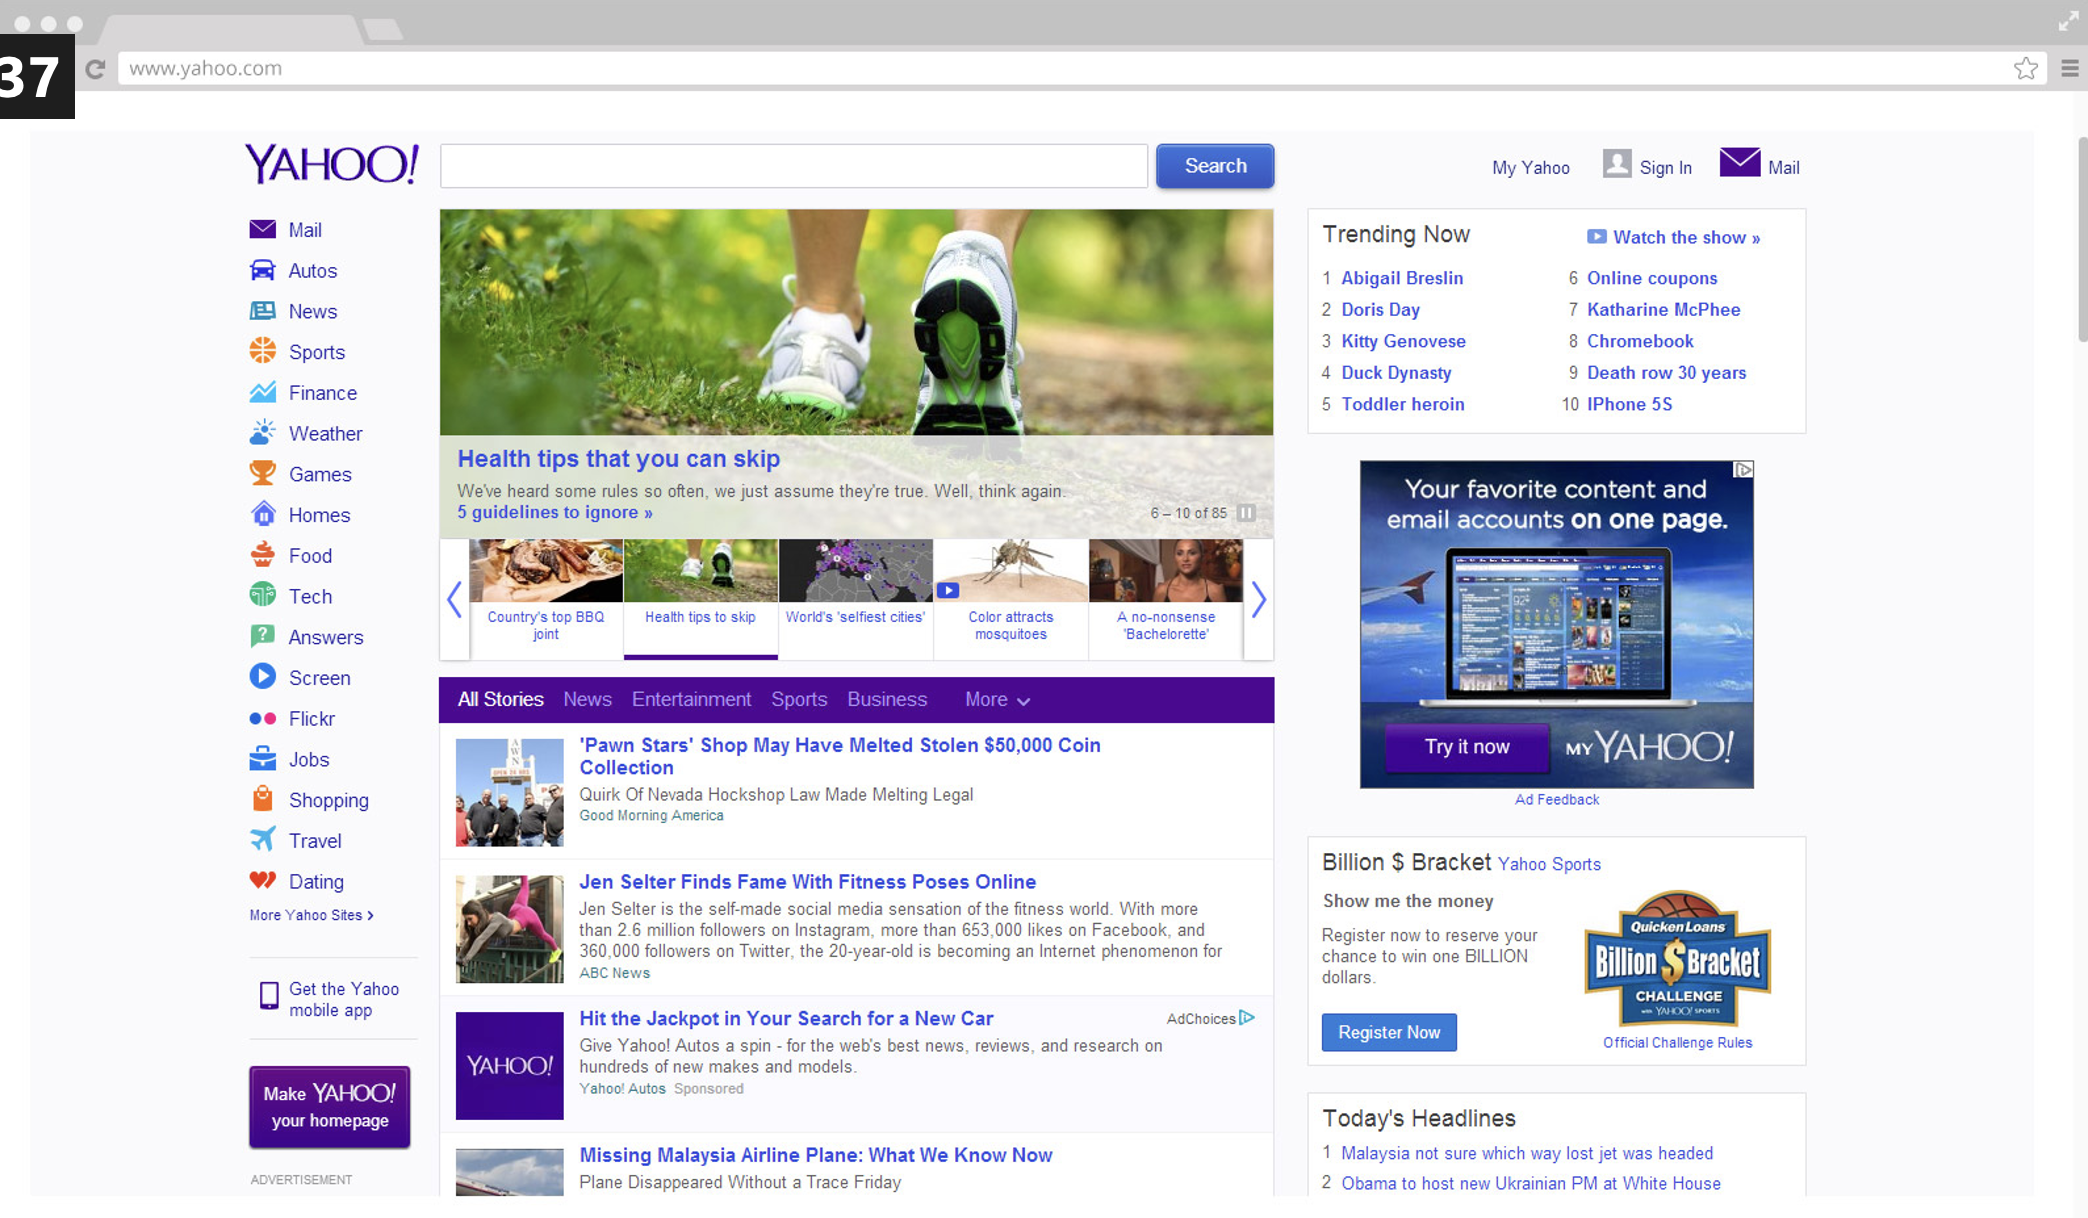 37
www.yahoo.com
YAHOO!
Search
My Yahoo
Sign In
Mail
Mail
Autos
News
Sports
Finance
Weather
Games
Homes
Food
Tech
Answers
Screen
Flickr
Jobs
Shopping
Travel
Dating
More Yahoo Sites
Get the Yahoo
mobile app
Make YAHOO!
your homepage
ADVERTISEMENT
Health tips that you can skip
We've heard some rules so often, we just assume they're true. Well, think again.
5 guidelines to ignore »
6 – 10 of 85
Country's top BBQ
joint
Health tips to skip
World's 'selfiest cities'
Color attracts
mosquitoes
A no-nonsense
'Bachelorette'
All Stories News Entertainment Sports Business More
'Pawn Stars' Shop May Have Melted Stolen $50,000 Coin
Collection
Quirk Of Nevada Hockshop Law Made Melting Legal
Good Morning America
Jen Selter Finds Fame With Fitness Poses Online
Jen Selter is the self-made social media sensation of the fitness world. With more
than 2.6 million followers on Instagram, more than 653,000 likes on Facebook, and
360,000 followers on Twitter, the 20-year-old is becoming an Internet phenomenon for
ABC News
YAHOO!
Hit the Jackpot in Your Search for a New Car
AdChoices
Give Yahoo! Autos a spin - for the web's best news, reviews, and research on
hundreds of new makes and models.
Yahoo! Autos Sponsored
Missing Malaysia Airline Plane: What We Know Now
Plane Disappeared Without a Trace Friday
Trending Now
Watch the show »
1 Abigail Breslin
2 Doris Day
3 Kitty Genovese
4 Duck Dynasty
5 Toddler heroin
6 Online coupons
7 Katharine McPhee
8 Chromebook
9 Death row 30 years
10 IPhone 5S
Your favorite content and
email accounts on one page.
92°
Try it now
MY YAHOO!
Ad Feedback
Billion $ Bracket Yahoo Sports
Show me the money
Register now to reserve your
chance to win one BILLION
dollars.
Register Now
Quicken Loans
Billion $ Bracket
CHALLENGE
with YAHOO! SPORTS
Official Challenge Rules
Today's Headlines
1 Malaysia not sure which way lost jet was headed
2 Obama to host new Ukrainian PM at White House